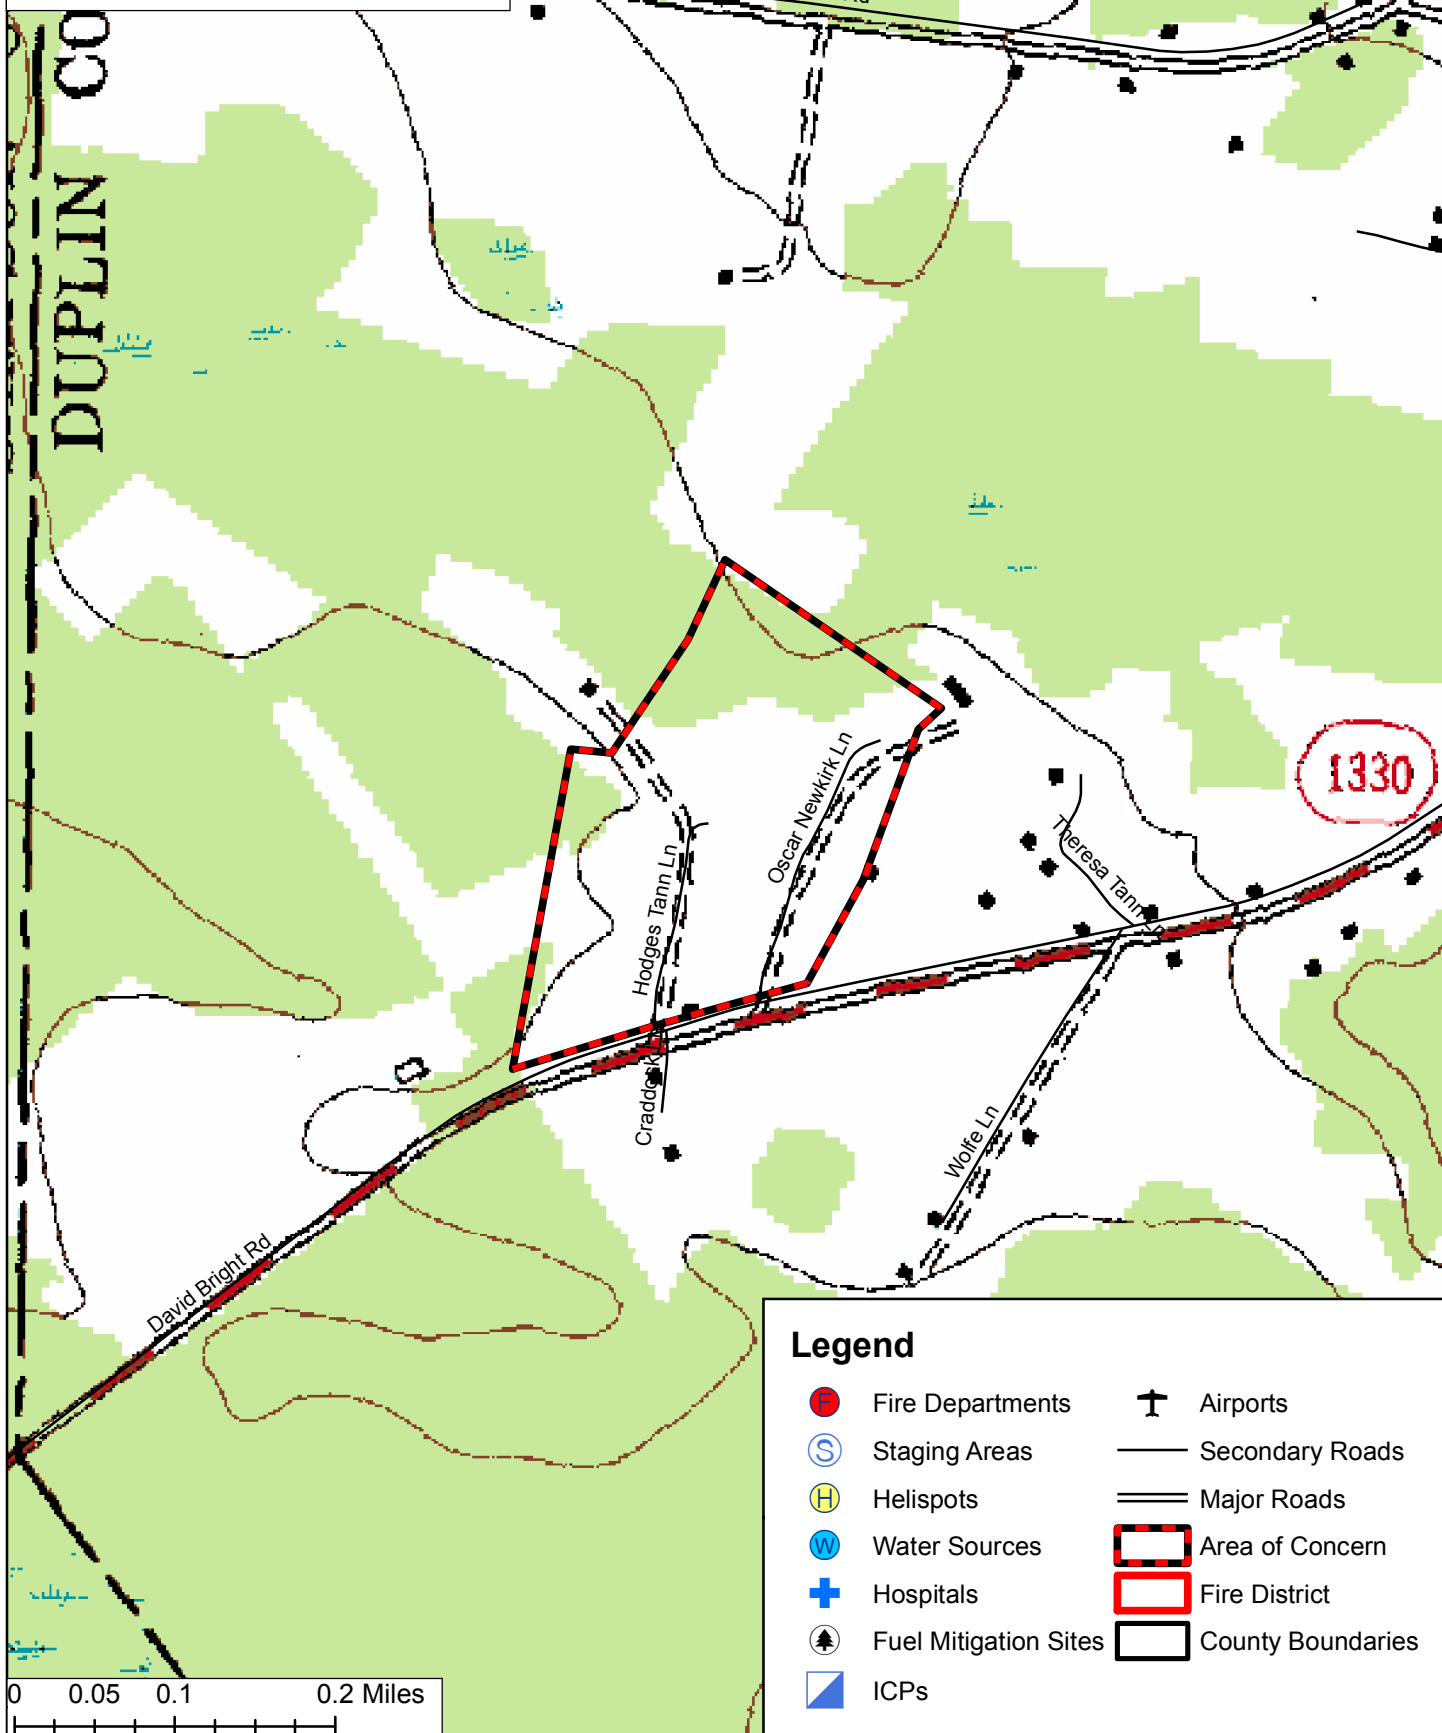 CO
DUPLIN
1330
Oscar Newkirk Ln
Theresa Tann Ln
Hodges Tann Ln
Wolfe Ln
David Bright Rd
Legend
Fire Departments
Staging Areas
Helispots
Water Sources
Hospitals
Fuel Mitigation Sites
ICPs
Airports
Secondary Roads
Major Roads
Area of Concern
Fire District
County Boundaries
F
S
H
W
0 0.05 0.1 0.2 Miles